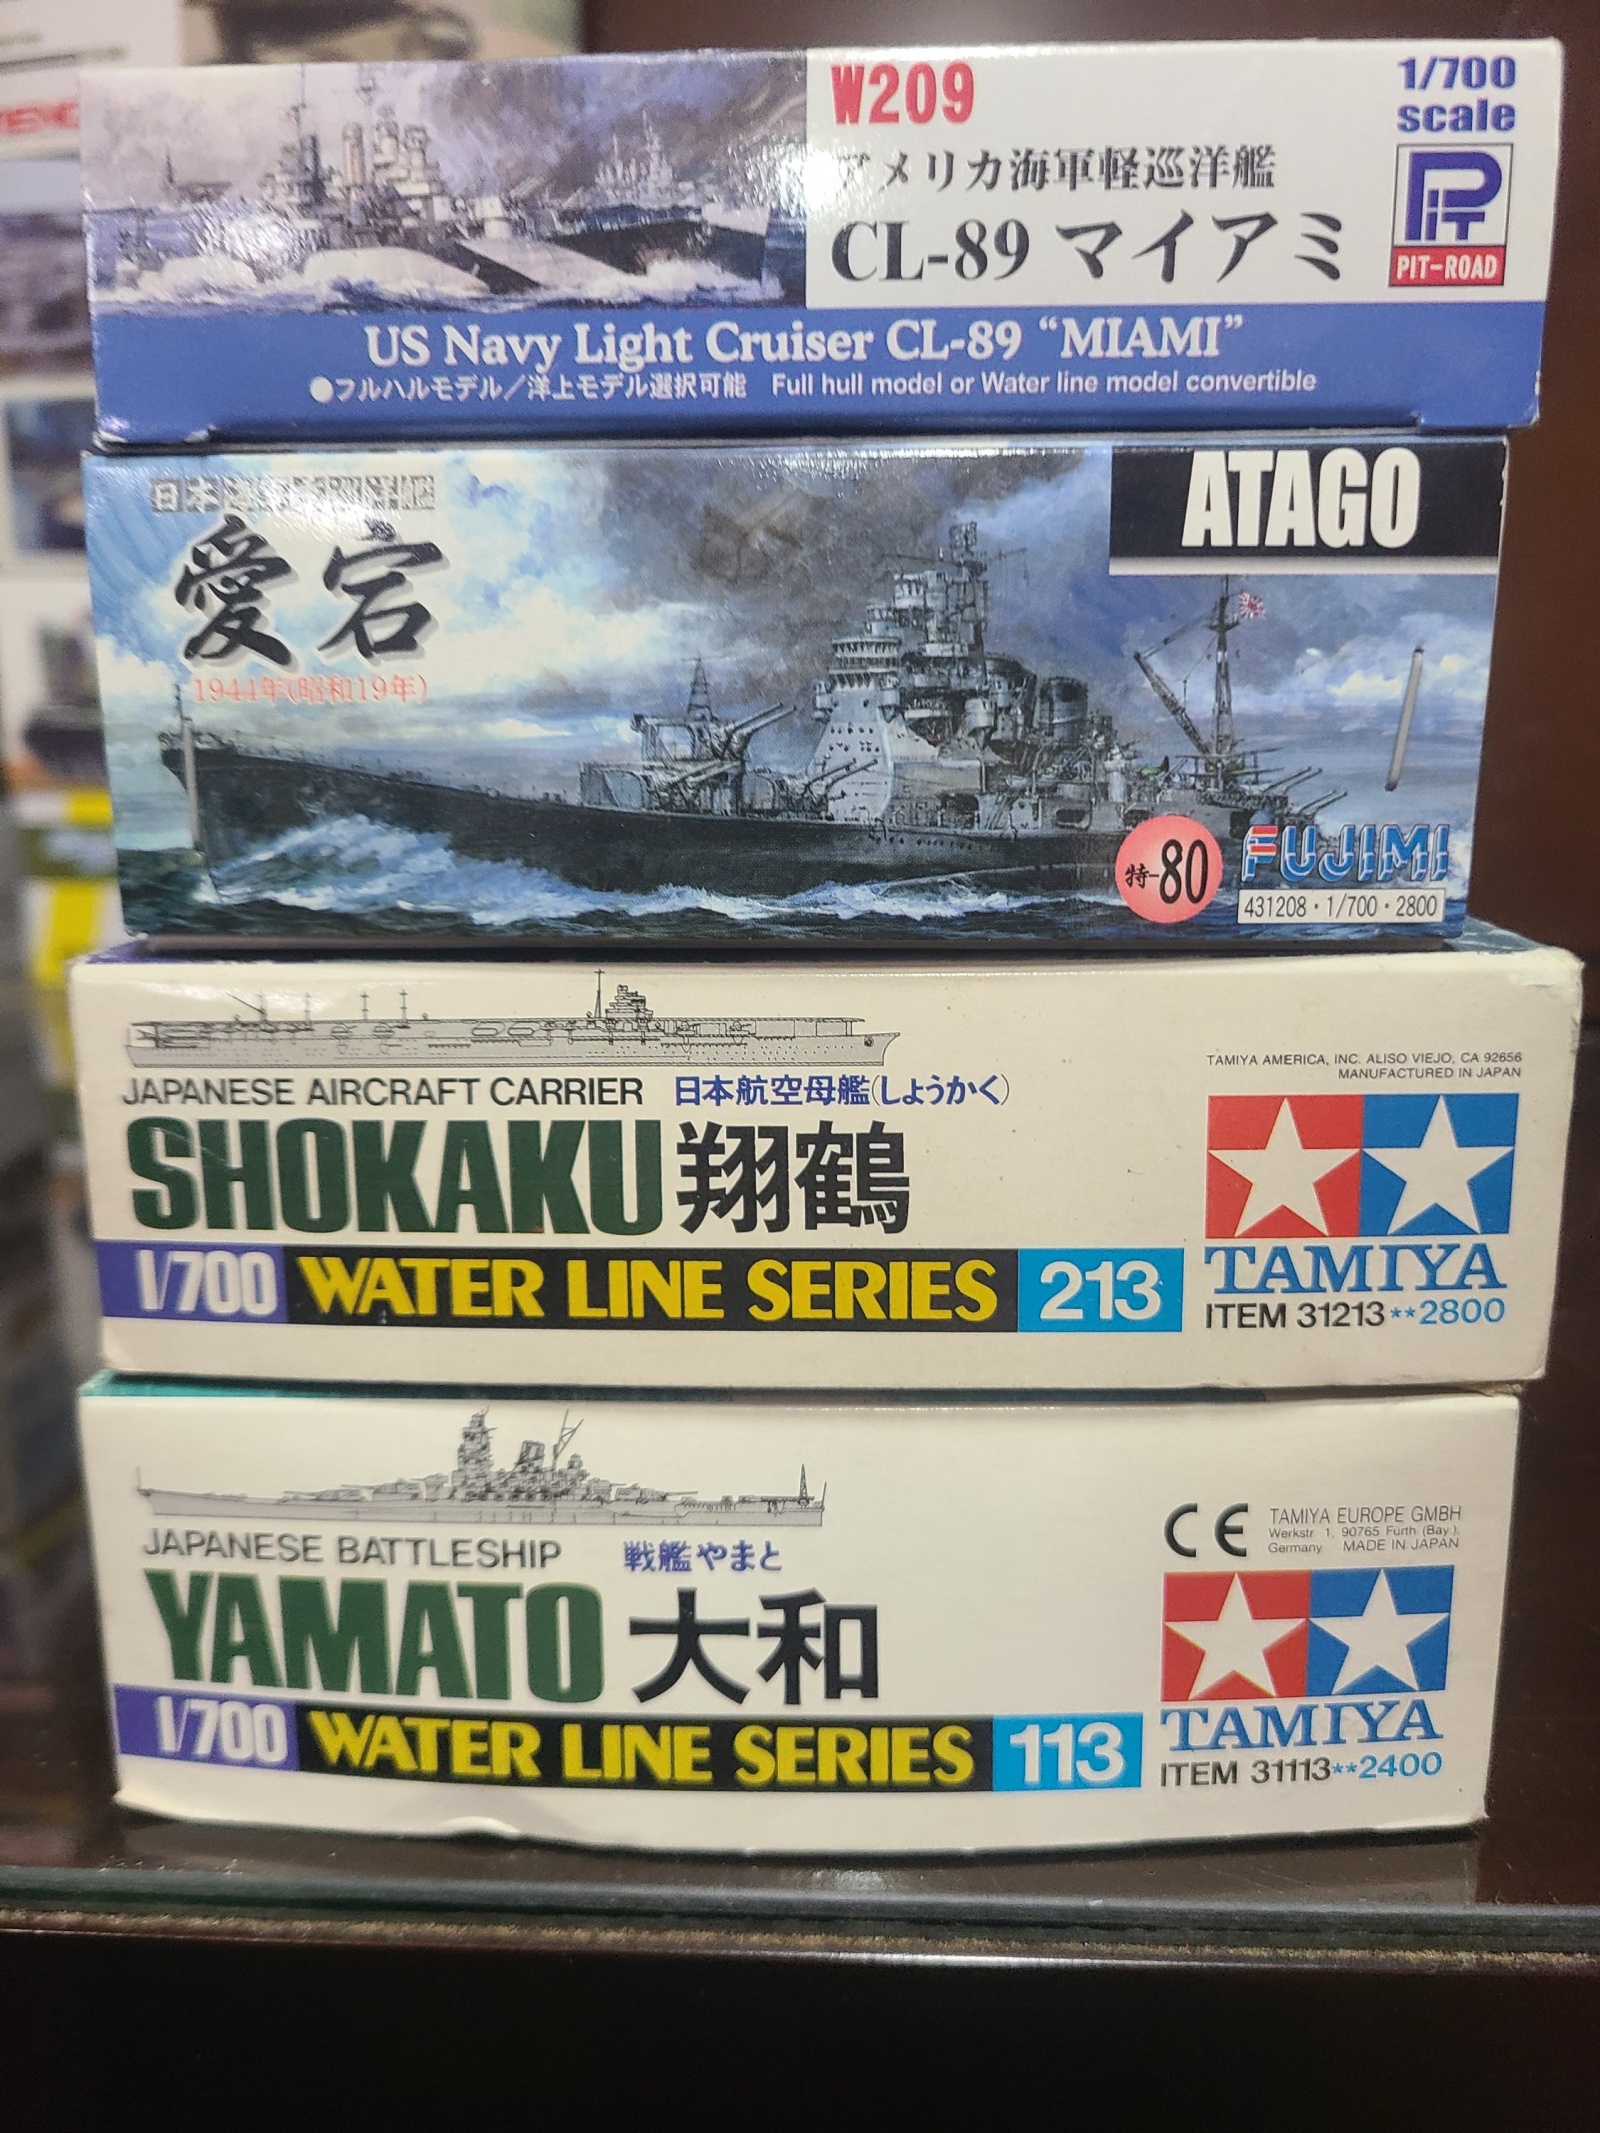 W209
1/700
scale
アメリカ海軍軽巡洋艦
CL-89 マイアミ
PiT
PIT-ROAD
US Navy Light Cruiser CL-89 “MIAMI”
●フルハルモデル／洋上モデル選択可能 Full hull model or Water line model convertible
日本海軍
愛宕
1944年(昭和19年)
ATAGO
特-80
FUJIMI
431208・1/700・2800
JAPANESE AIRCRAFT CARRIER 日本航空母艦(しょうかく)
SHOKAKU 翔鶴
1/700 WATER LINE SERIES 213
TAMIYA AMERICA, INC. ALISO VIEJO, CA 92656
MANUFACTURED IN JAPAN
TAMIYA
ITEM 31213**2800
JAPANESE BATTLESHIP 戦艦やまと
YAMATO 大和
1/700 WATER LINE SERIES 113
CE
TAMIYA EUROPE GMBH
Werkstr. 1, 90765 Fürth (Bay.),
Germany MADE IN JAPAN
TAMIYA
ITEM 31113**2400